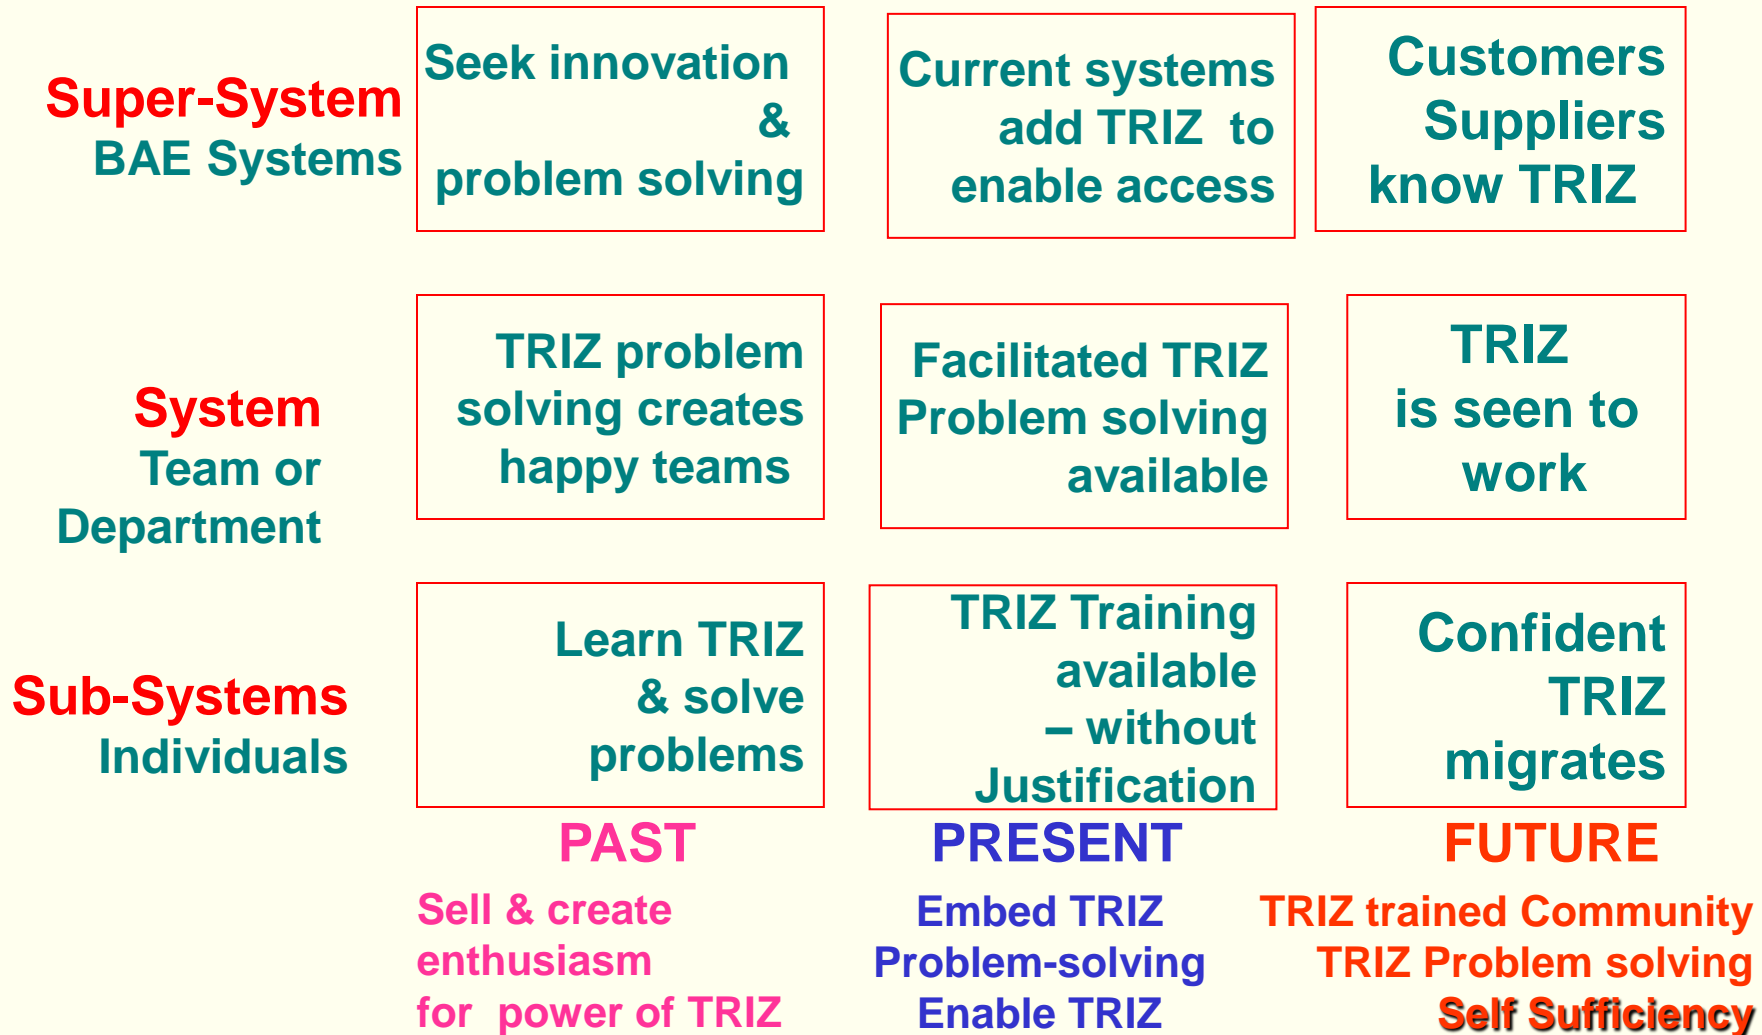 Super-System
BAE Systems
Seek innovation
&
problem solving
Current systems
add TRIZ to
enable access
Customers
Suppliers
know TRIZ
System
Team or
Department
TRIZ problem
solving creates
happy teams
Facilitated TRIZ
Problem solving
available
TRIZ
is seen to
work
Sub-Systems
Individuals
Learn TRIZ
& solve
problems
TRIZ Training
available
– without
Justification
Confident
TRIZ
migrates
PAST
PRESENT
FUTURE
Sell & create
enthusiasm
for power of TRIZ
Embed TRIZ
Problem-solving
Enable TRIZ
TRIZ trained Community
TRIZ Problem solving
Self Sufficiency